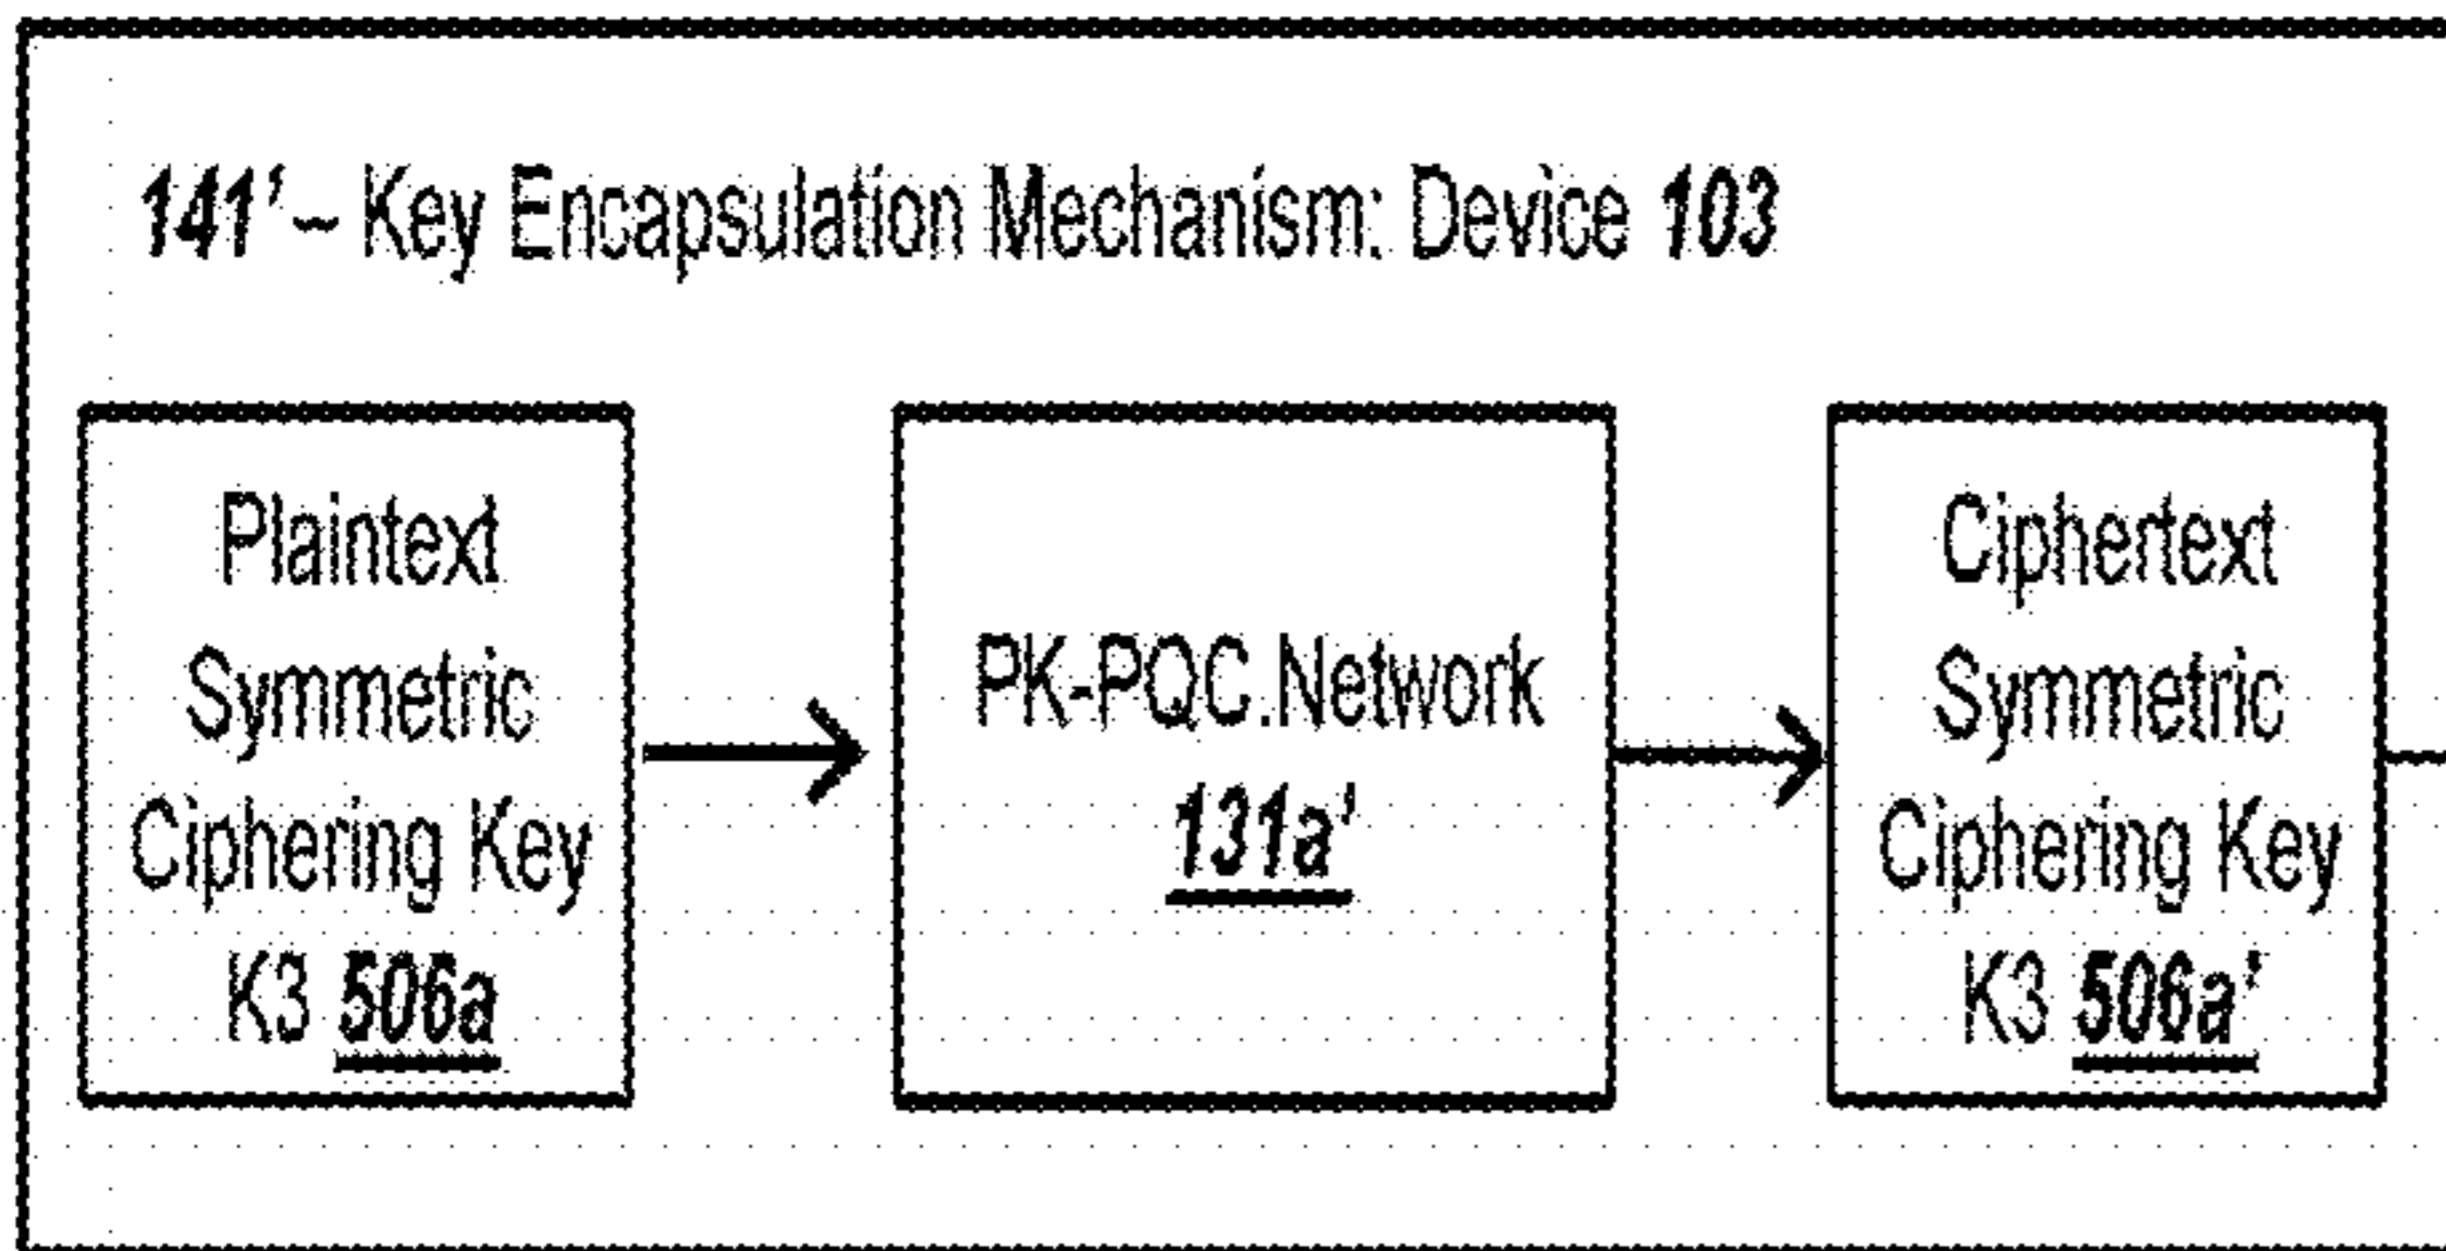 141' – Key Encapsulation Mechanism: Device 103
Plaintext
Symmetric
Ciphering Key
K3 506a
PK-PQC.Network
131a'
Ciphertext
Symmetric
Ciphering Key
K3 506a'